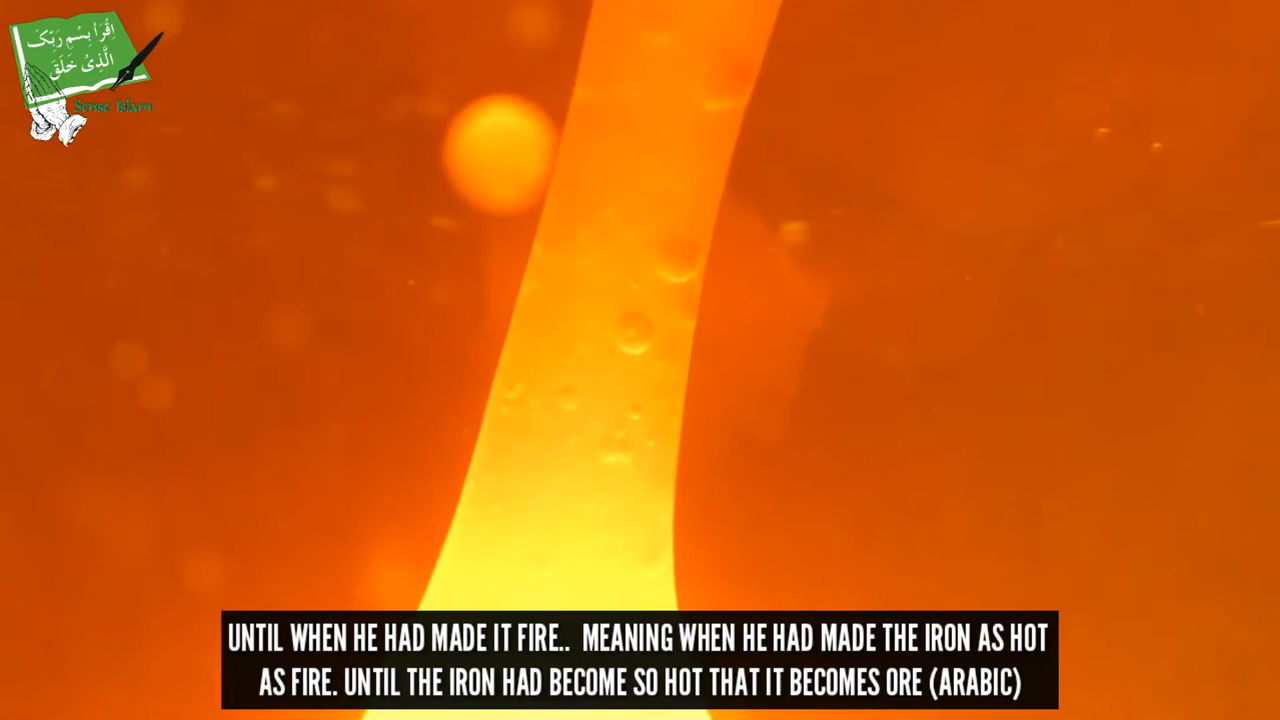 اِقْرَاْ بِسْمِ رَبِّکَ
الَّذِیْ خَلَقَ
Sense Islam
UNTIL WHEN HE HAD MADE IT FIRE.. MEANING WHEN HE HAD MADE THE IRON AS HOT
AS FIRE. UNTIL THE IRON HAD BECOME SO HOT THAT IT BECOMES ORE (ARABIC)